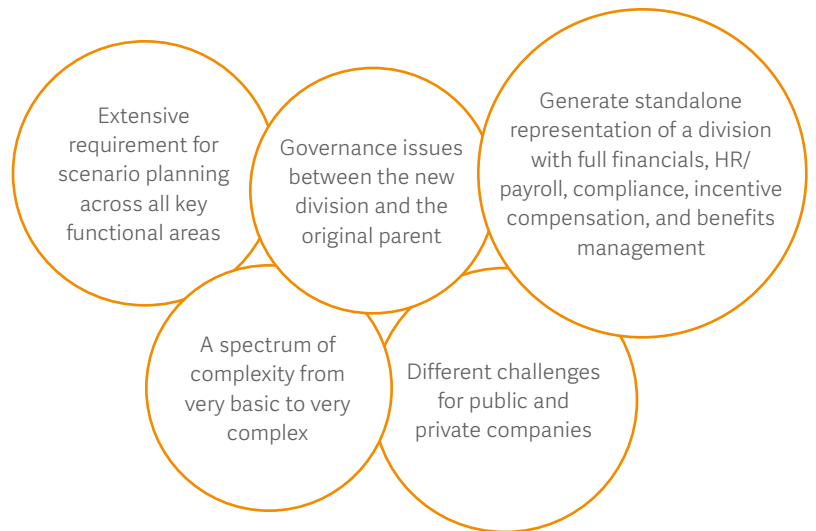 Extensive
requirement for
scenario planning
across all key
functional areas
Governance issues
between the new
division and the
original parent
Generate standalone
representation of a division
with full financials, HR/
payroll, compliance, incentive
compensation, and benefits
management
A spectrum of
complexity from
very basic to very
complex
Different challenges
for public and
private companies